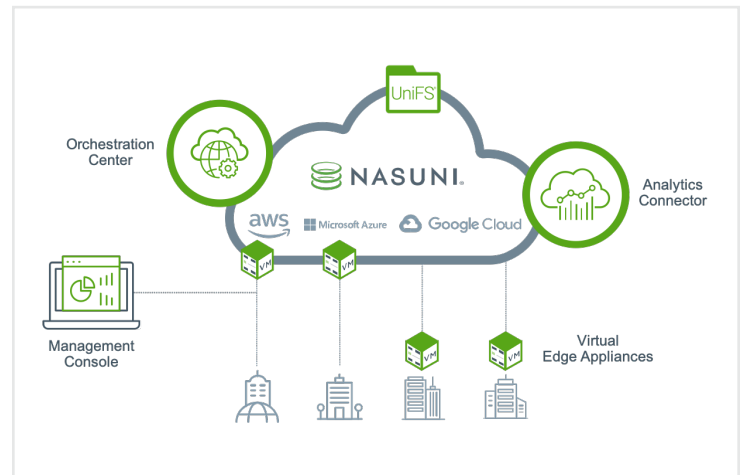 UniFS®
Orchestration
Center
NASUNI®
Analytics
Connector
aws
Microsoft Azure
Google Cloud
VM
VM
Management
Console
VM
VM
Virtual
Edge Appliances